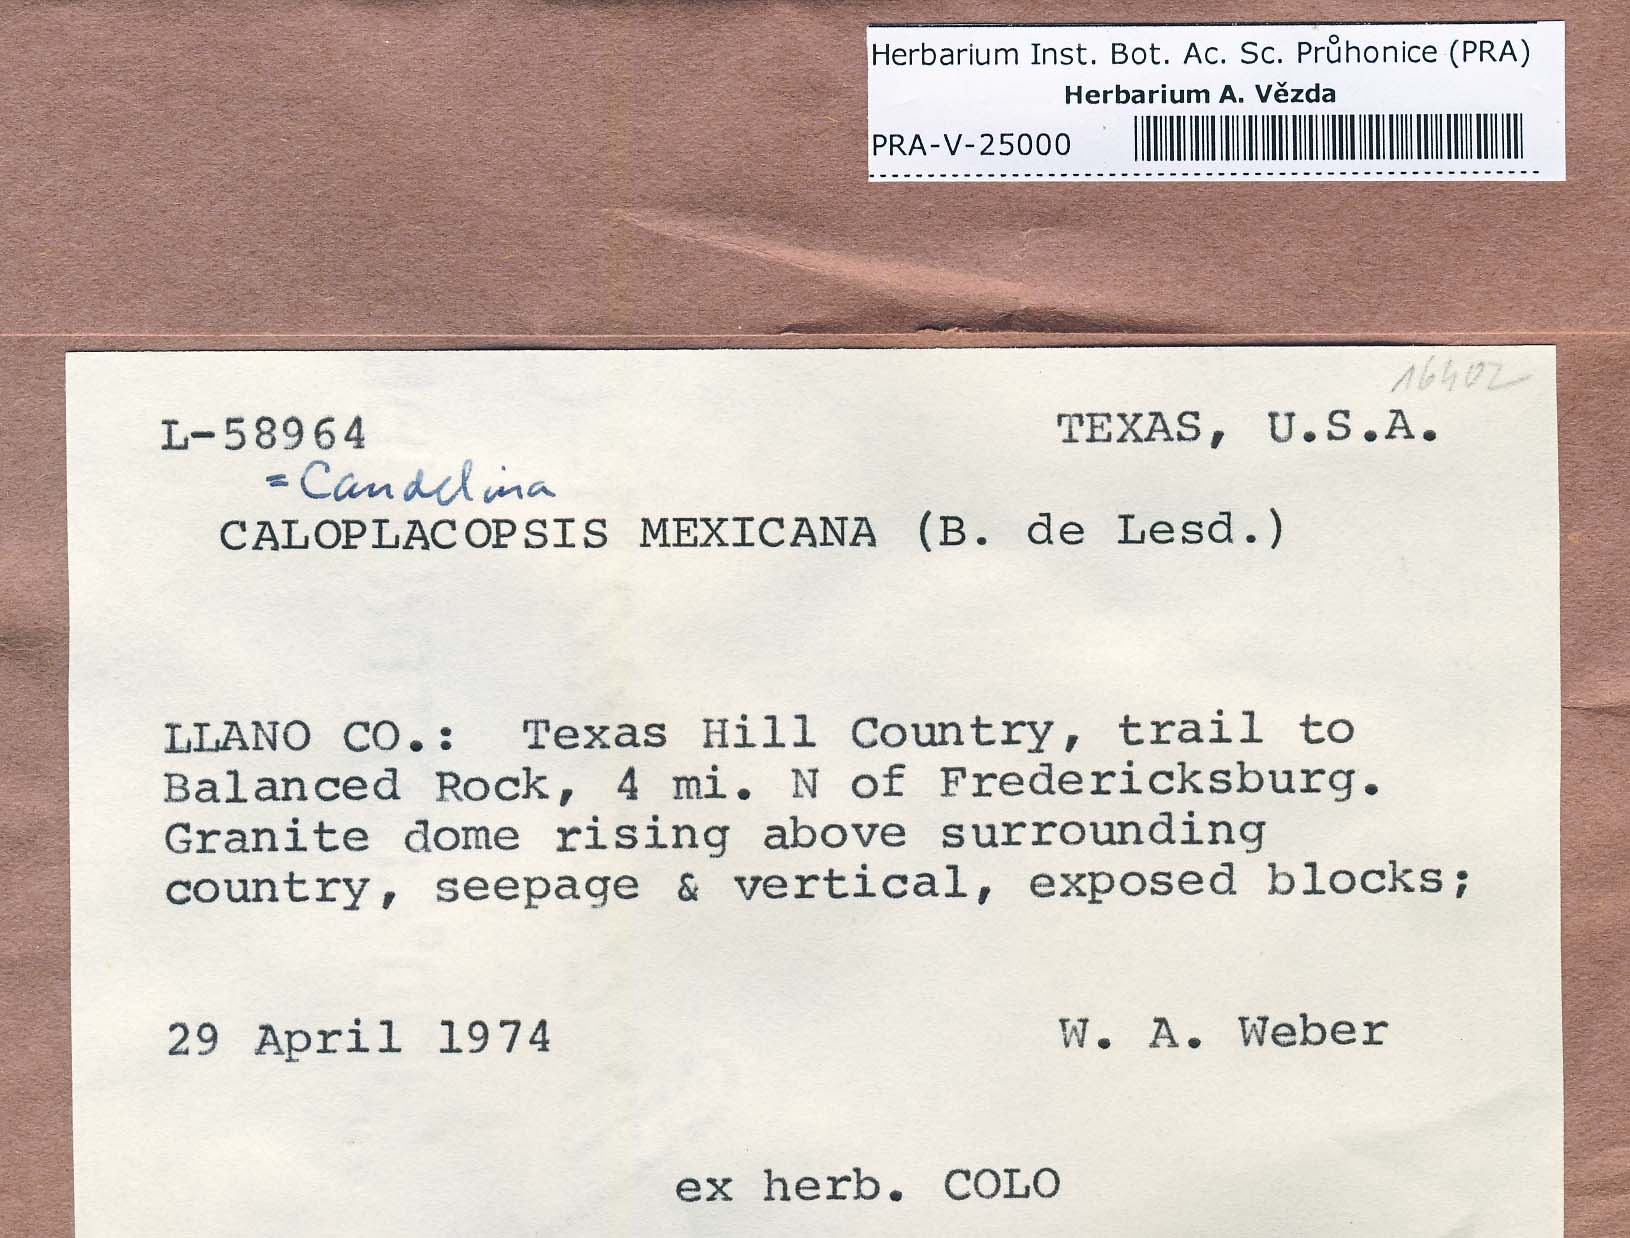 Herbarium Inst. Bot. Ac. Sc. Průhonice (PRA)
Herbarium A. Vězda
PRA-V-25000
16402
L-58964 TEXAS, U.S.A.
=Candelina
CALOPLACOPSIS MEXICANA (B. de Lesd.)
LLANO CO.: Texas Hill Country, trail to
Balanced Rock, 4 mi. N of Fredericksburg.
Granite dome rising above surrounding
country, seepage & vertical, exposed blocks;
29 April 1974 W. A. Weber
ex herb. COLO